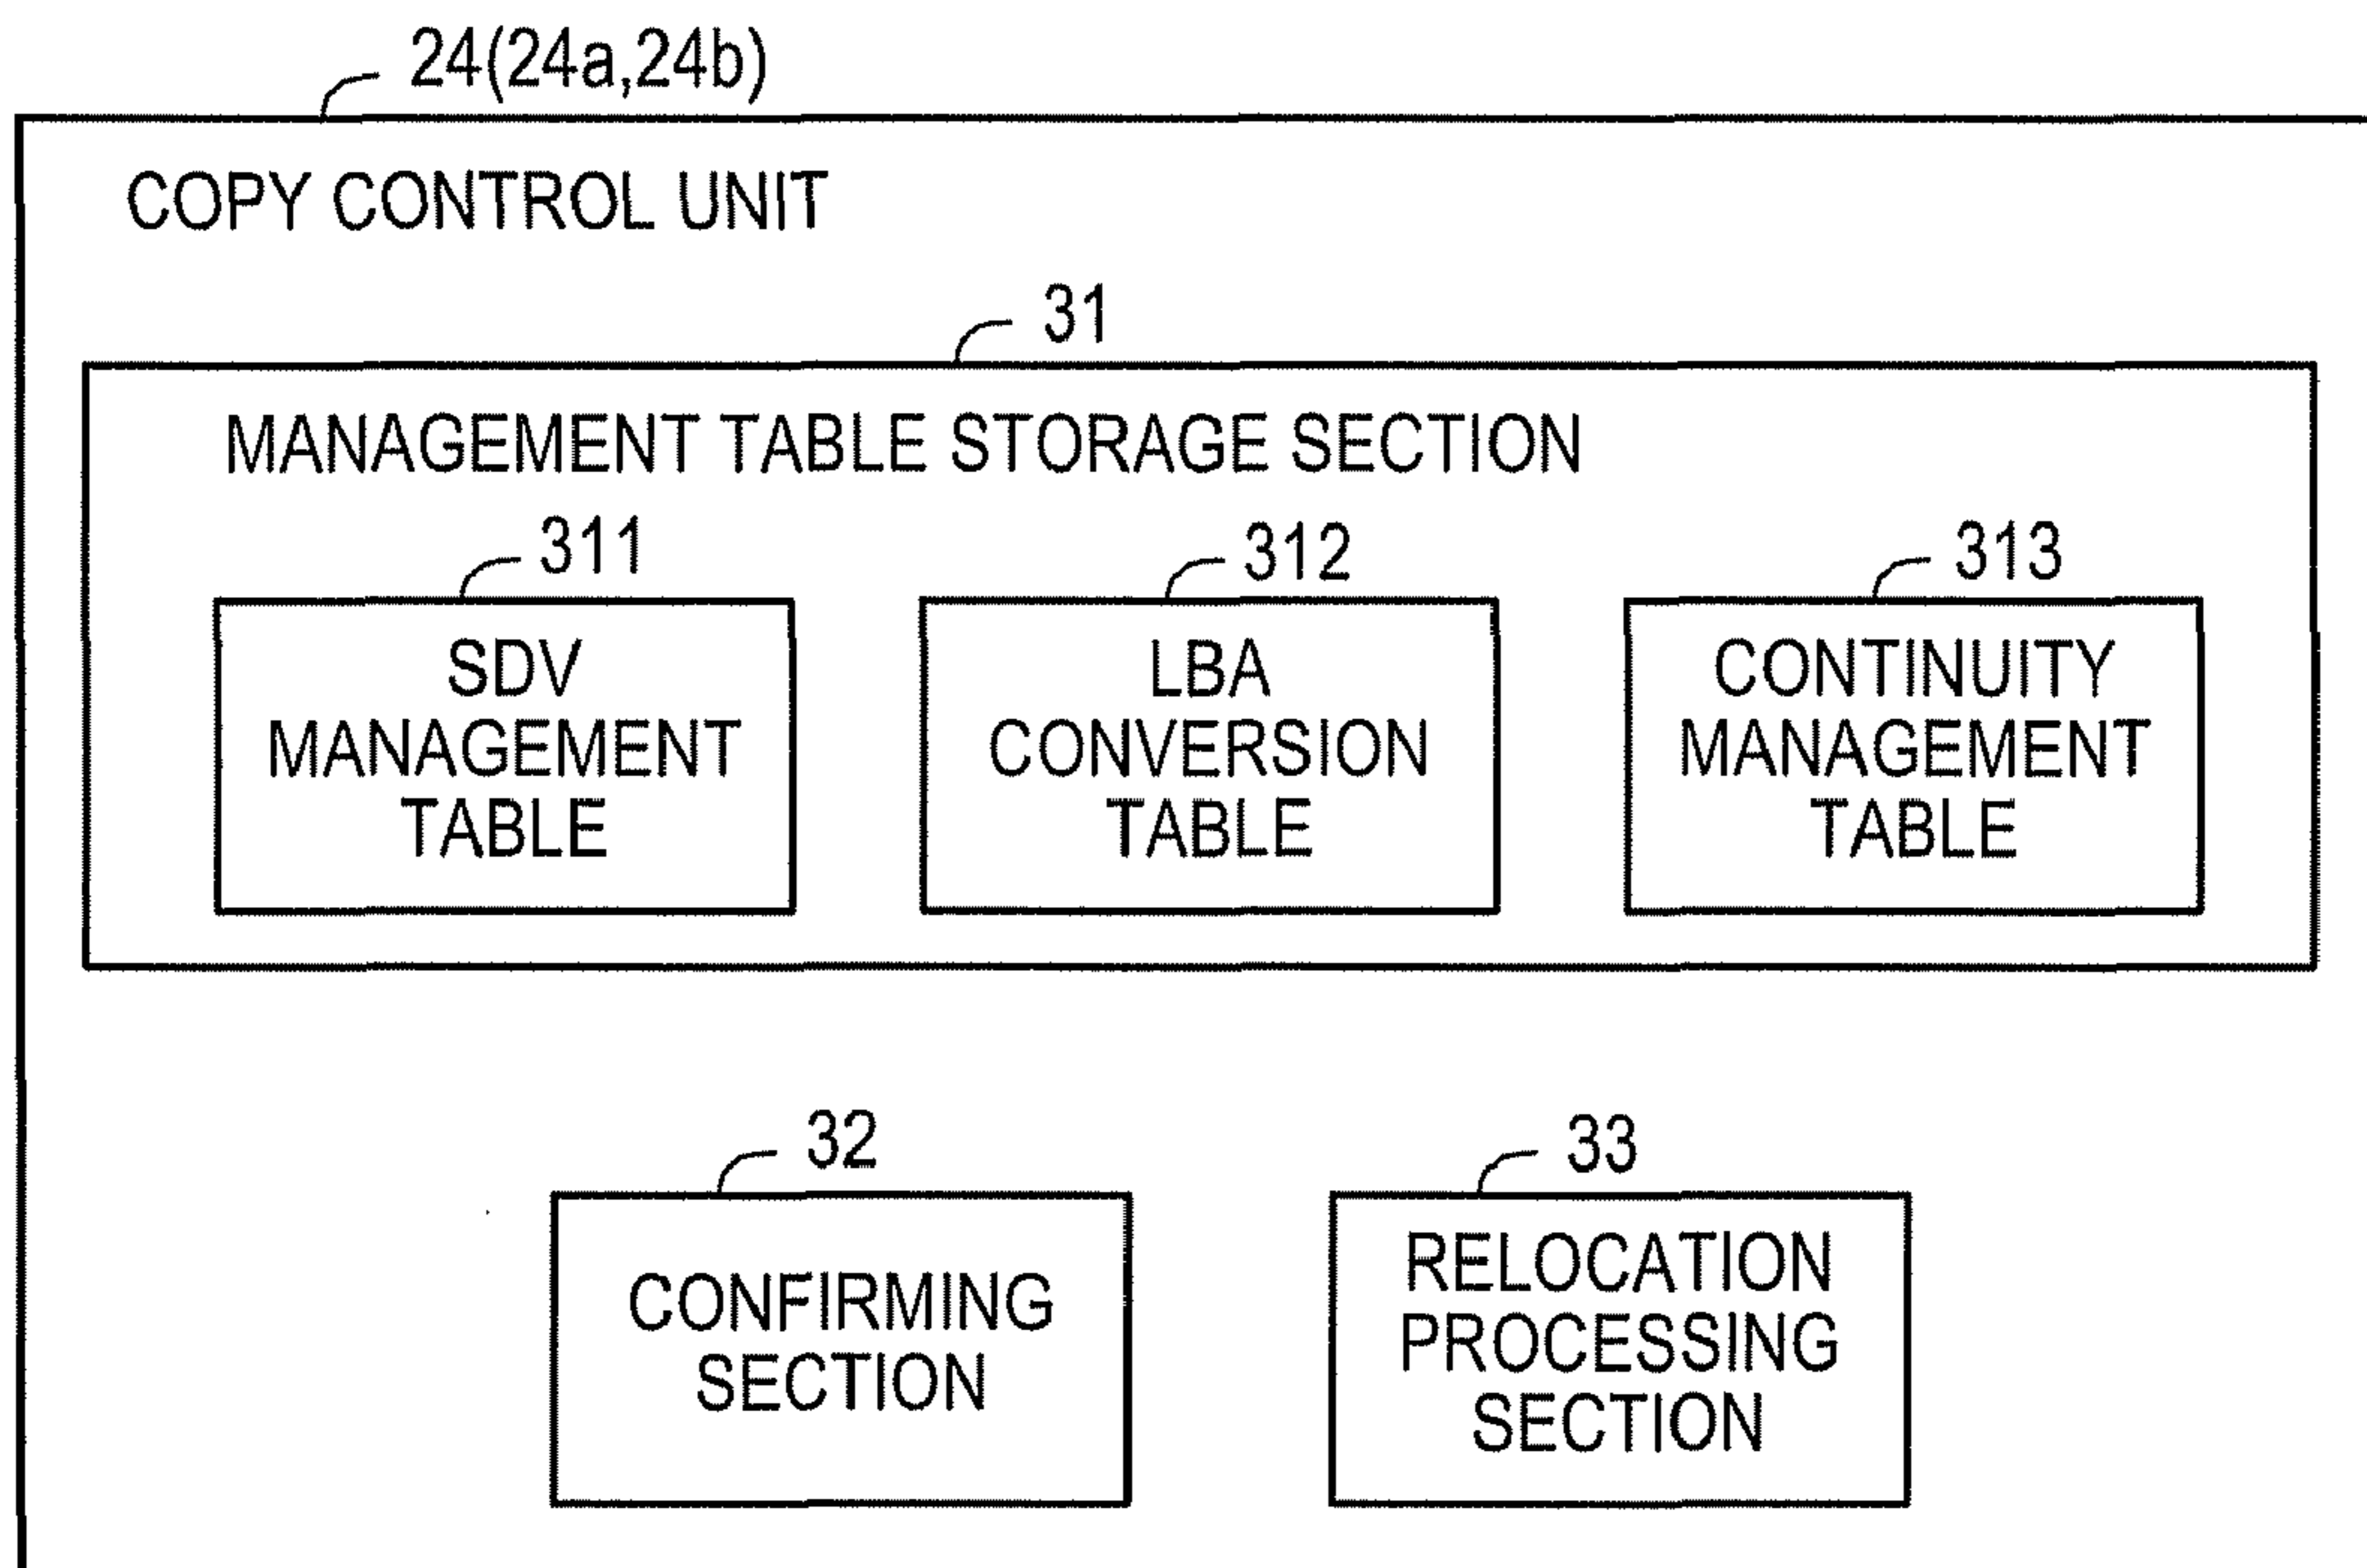 24(24a,24b)
COPY CONTROL UNIT
31
MANAGEMENT TABLE STORAGE SECTION
311
SDV
MANAGEMENT
TABLE
312
LBA
CONVERSION
TABLE
313
CONTINUITY
MANAGEMENT
TABLE
32
CONFIRMING
SECTION
33
RELOCATION
PROCESSING
SECTION